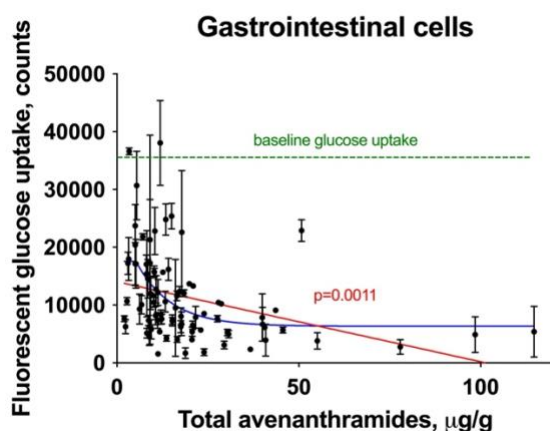 Gastrointestinal cells
Fluorescent glucose uptake, counts
50000
40000
30000
20000
10000
0
baseline glucose uptake
p=0.0011
0
50
100
Total avenanthramides, μg/g